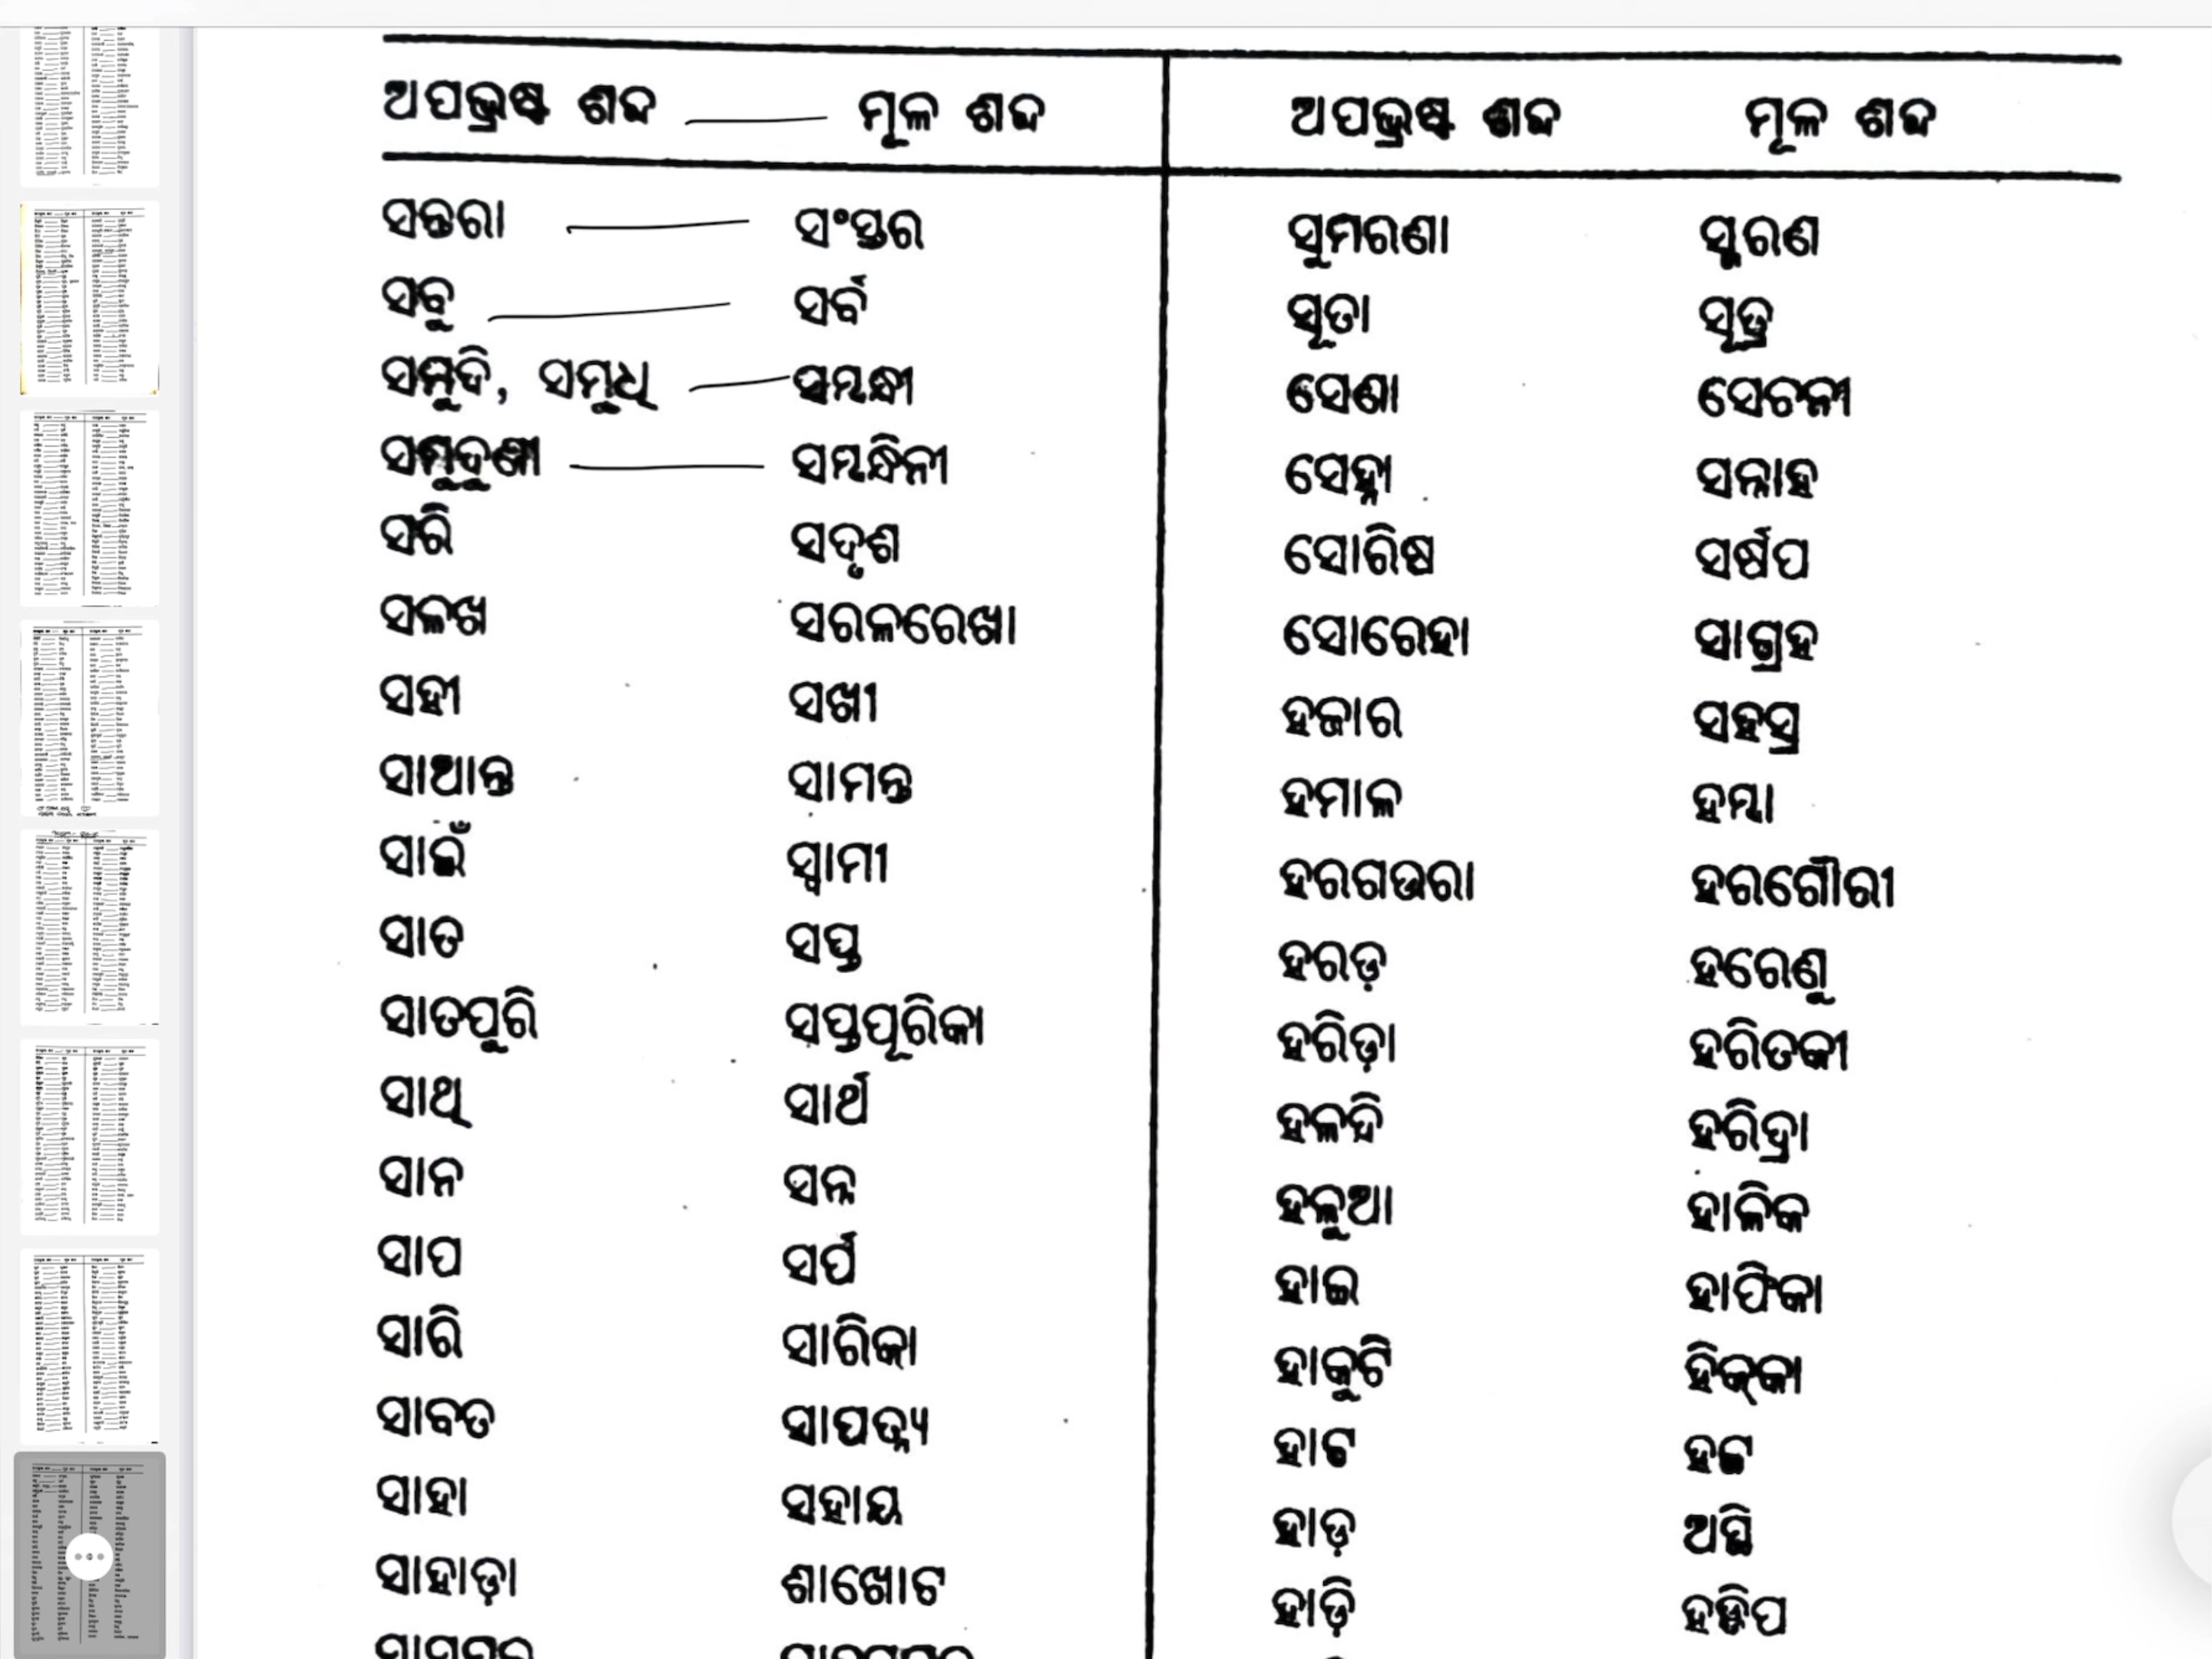 ଅପଭ୍ରଷ୍ଟ ଶବ୍ଦ ମୂଳ ଶବ୍ଦ ଅପଭ୍ରଷ୍ଟ ଶବ୍ଦ ମୂଳ ଶବ୍ଦ
ସନ୍ତରା ସଂସ୍ତର ସୁମରଣା ସ୍ମରଣ
ସବୁ ସର୍ବ ସୂତା ସୂତ୍ର
ସମୁଦି, ସମୁଧି ସମ୍ବନ୍ଧୀ ସେଣା ସେଚନୀ
ସମୁଦୁଣୀ ସମ୍ବନ୍ଧିନୀ ସେହ୍ନା ସନ୍ନାହ
ସରି ସଦୃଶ ସୋରିଷ ସର୍ଷପ
ସଳଖ ସରଳରେଖା ସୋରେହା ସାଗ୍ରହ
ସହୀ ସଖୀ ହଜାର ସହସ୍ର
ସାଆନ୍ତ ସାମନ୍ତ ହମାଳ ହମ୍ବା
ସାଇଁ ସ୍ୱାମୀ ହରଗଉରା ହରଗୌରୀ
ସାତ ସପ୍ତ ହରଡ଼ ହରେଣୁ
ସାତପୁରି ସପ୍ତପୂରିକା ହରିଡ଼ା ହରିତକୀ
ସାଥି ସାର୍ଥ ହଳଦି ହରିଦ୍ରା
ସାନ ସନ୍ନ ହଳୁଆ ହାଳିକ
ସାପ ସର୍ପ ହାଇ ହାଫିକା
ସାରି ସାରିକା ହାକୁଟି ହିକ୍‌କା
ସାବତ ସାପତ୍ନ୍ୟ ହାଟ ହଟ୍ଟ
ସାହା ସହାୟ ହାଡ଼ ଅସ୍ଥି
ସାହାଡ଼ା ଶାଖୋଟ ହାଡ଼ି ହଡ୍ଡିପ